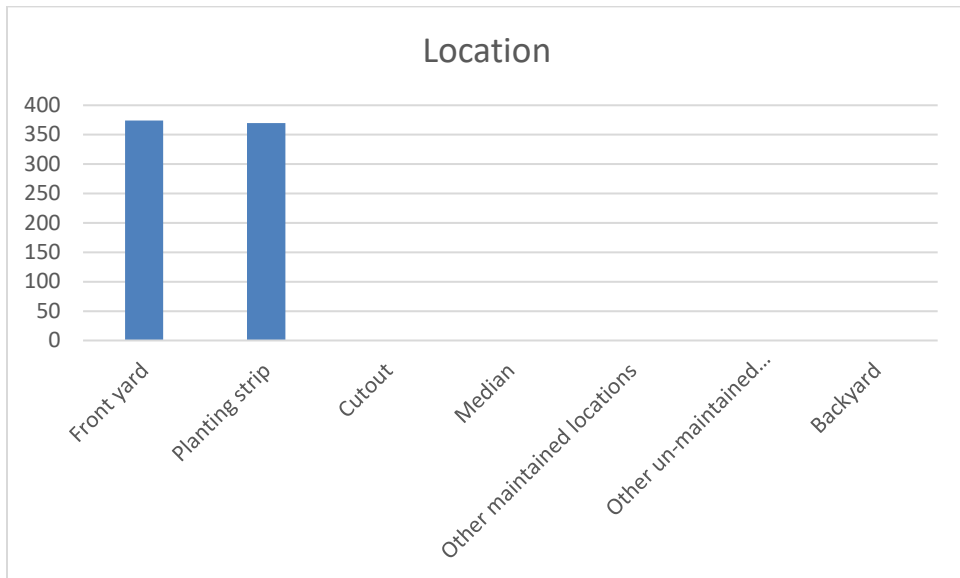 Location
400
350
300
250
200
150
100
50
0
Front yard
Planting strip
Cutout
Median
Other maintained locations
Other un-maintained...
Backyard